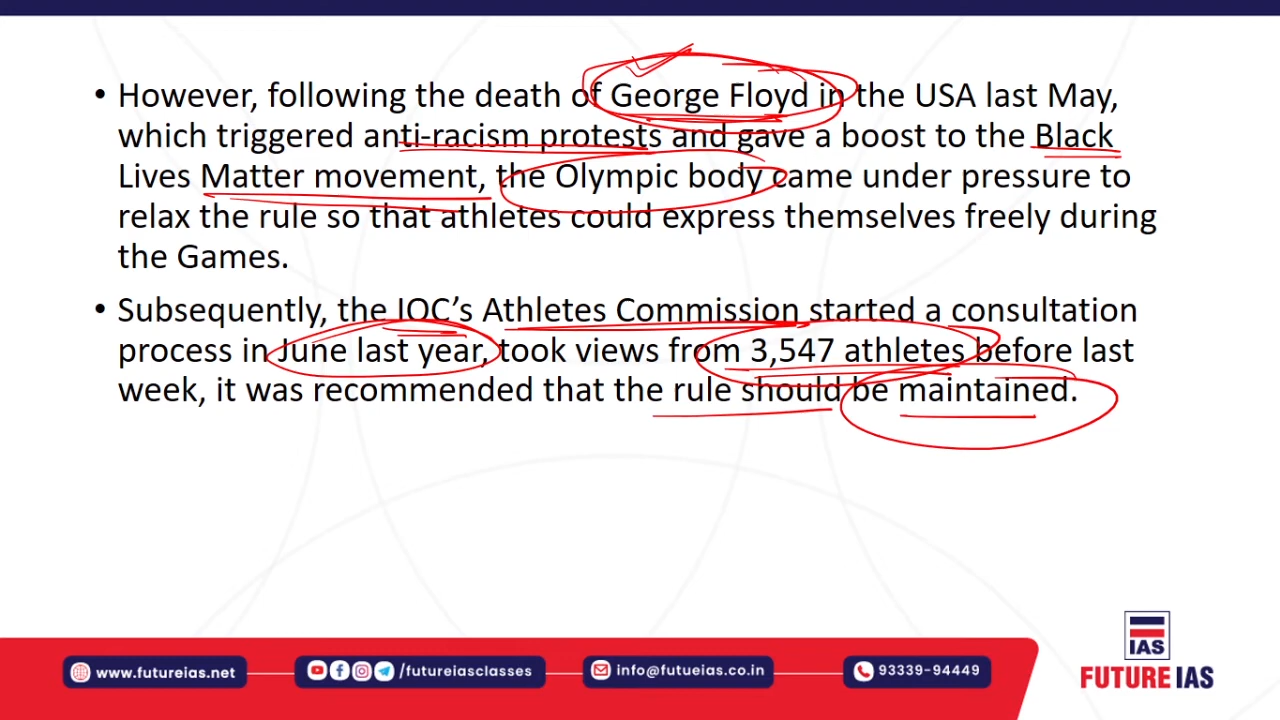 • However, following the death of George Floyd in the USA last May,
which triggered anti-racism protests and gave a boost to the Black
Lives Matter movement, the Olympic body came under pressure to
relax the rule so that athletes could express themselves freely during
the Games.
• Subsequently, the IOC’s Athletes Commission started a consultation
process in June last year, took views from 3,547 athletes before last
week, it was recommended that the rule should be maintained.
IAS
FUTURE IAS
www.futureias.net
/futureiasclasses
info@futueias.co.in
93339-94449